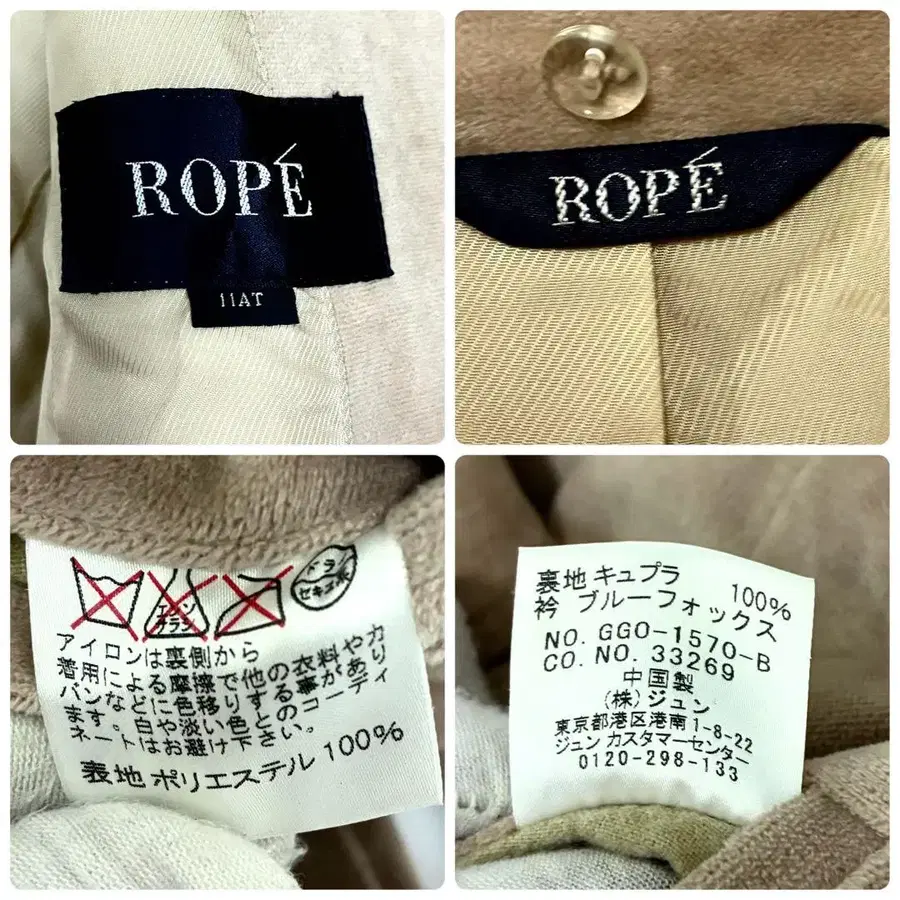 ROPÉ
11AT
ROPÉ
エンソ
サラシ
ドライ
セキユ系
アイロンは裏側から
着用による摩擦で他の衣料やカ
バンなどに色移りする事があり
ます。白や淡い色とのコーディ
ネートはお避け下さい。
表地 ポリエステル 100%
裏地 キュプラ 100%
衿 ブルーフォックス
NO. GGO-1570-B
CO. NO. 33269
中国製
(株) ジュン
東京都港区港南1-8-22
ジュン カスタマーセンター
0120-298-133